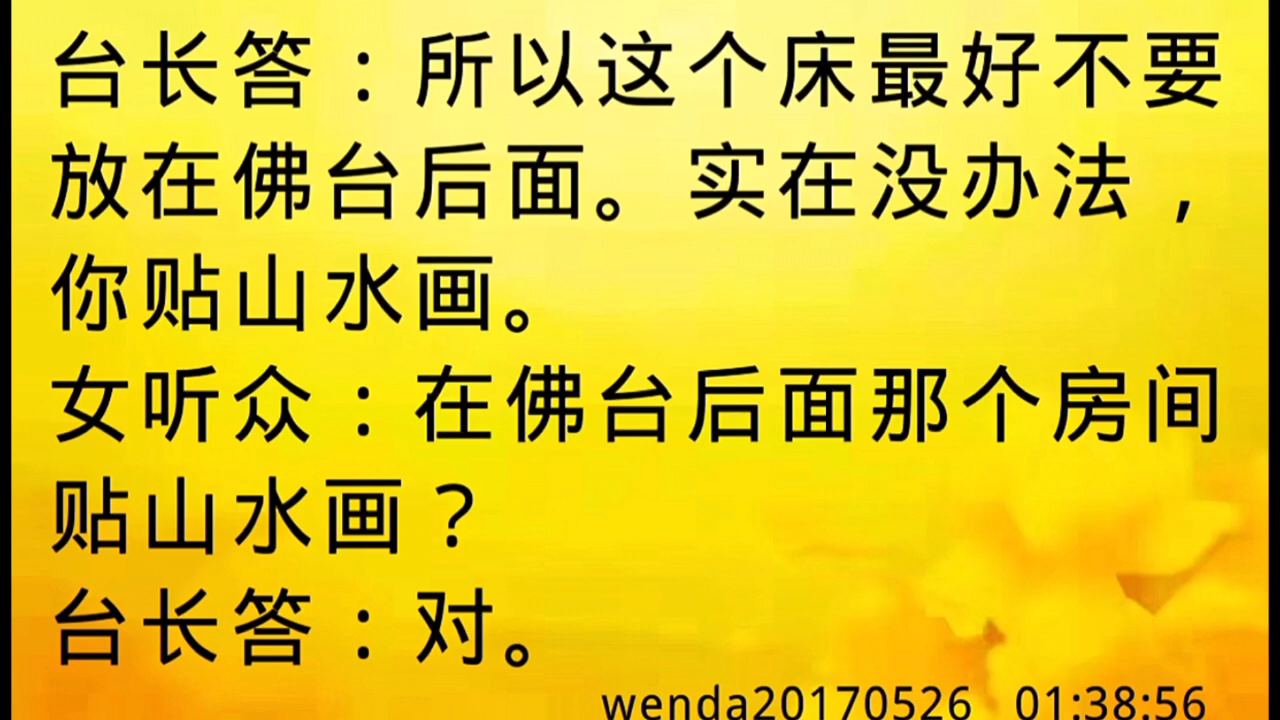 台长答：所以这个床最好不要
放在佛台后面。实在没办法，
你贴山水画。
女听众：在佛台后面那个房间
贴山水画？
台长答：对。
wenda20170526 01:38:56